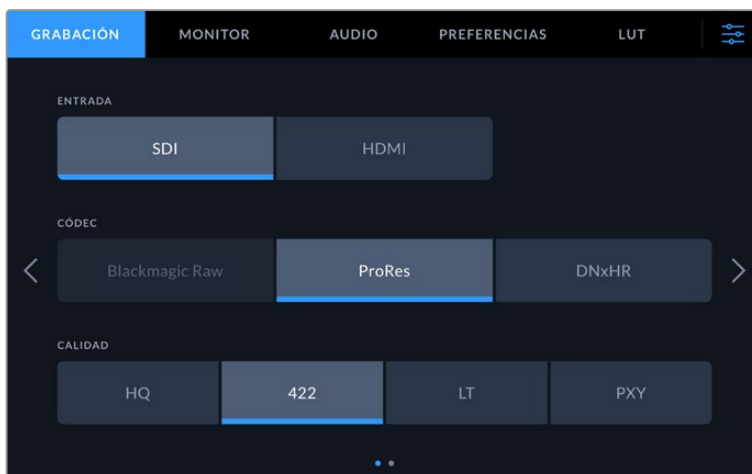 GRABACIÓN MONITOR AUDIO PREFERENCIAS LUT
ENTRADA
SDI HDMI
CÓDEC
Blackmagic Raw ProRes DNxHR
CALIDAD
HQ 422 LT PXY